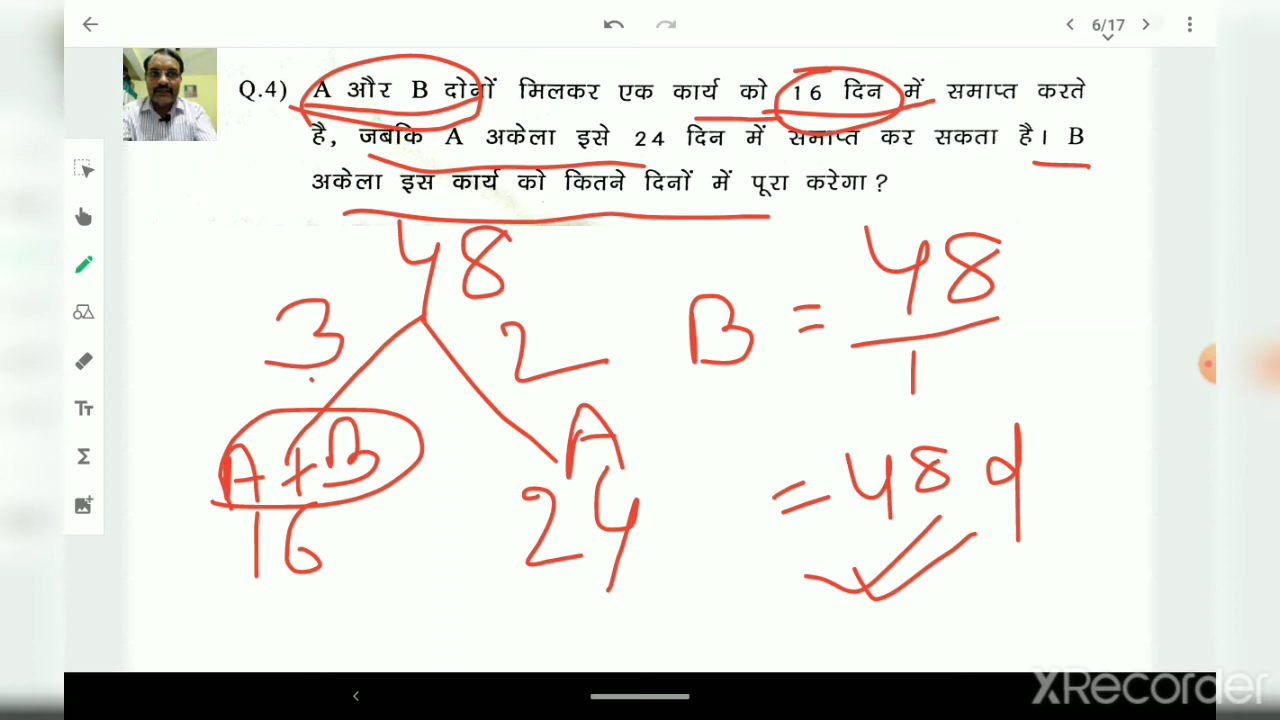 6/17
Q.4) A और B दोनों मिलकर एक कार्य को 16 दिन में समाप्त करते
है, जबकि A अकेला इसे 24 दिन में समाप्त कर सकता है। B
अकेला इस कार्य को कितने दिनों में पूरा करेगा?
48
3 2
A+B A
16 24
B = 48
1
= 48 d
Tт
Σ
XRecorder